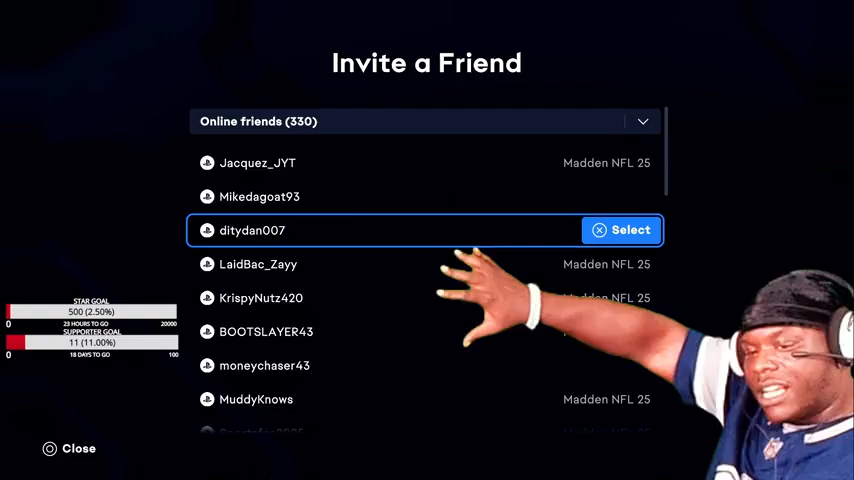 Invite a Friend
Online friends (330)
Jacquez_JYT Madden NFL 25
Mikedagoat93
ditydan007 Select
LaidBac_Zayy Madden NFL 25
KrispyNutz420 Madden NFL 25
BOOTSLAYER43
moneychaser43
MuddyKnows Madden NFL 25
STAR GOAL
500 (2.50%)
0 23 HOURS TO GO 20000
SUPPORTER GOAL
11 (11.00%)
0 18 DAYS TO GO 100
Close